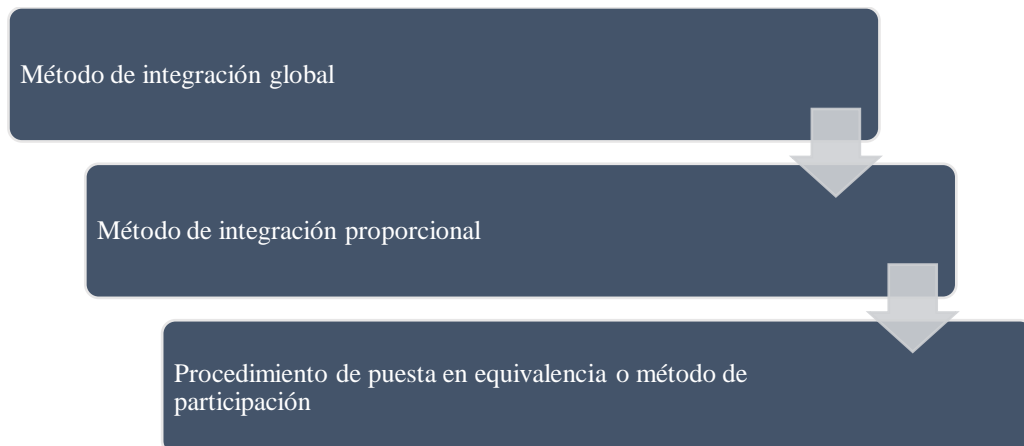 Método de integración global
Método de integración proporcional
Procedimiento de puesta en equivalencia o método de
participación